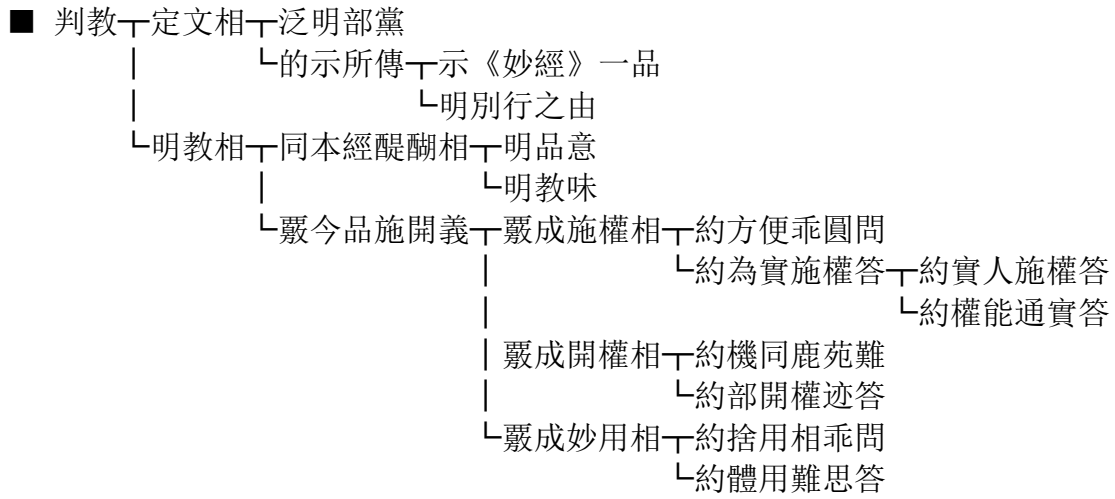 ■ 判教┬定文相┬泛明部黨
│ └的示所傳┬示《妙經》一品
│ └明別行之由
└明教相┬同本經醍醐相┬明品意
│ └明教味
└覈今品施開義┬覈成施權相┬約方便乖圓問
│ └約為實施權答┬約實人施權答
│ └約權能通實答
│覈成開權相┬約機同鹿苑難
│ └約部開權迹答
└覈成妙用相┬約捨用相乖問
└約體用難思答